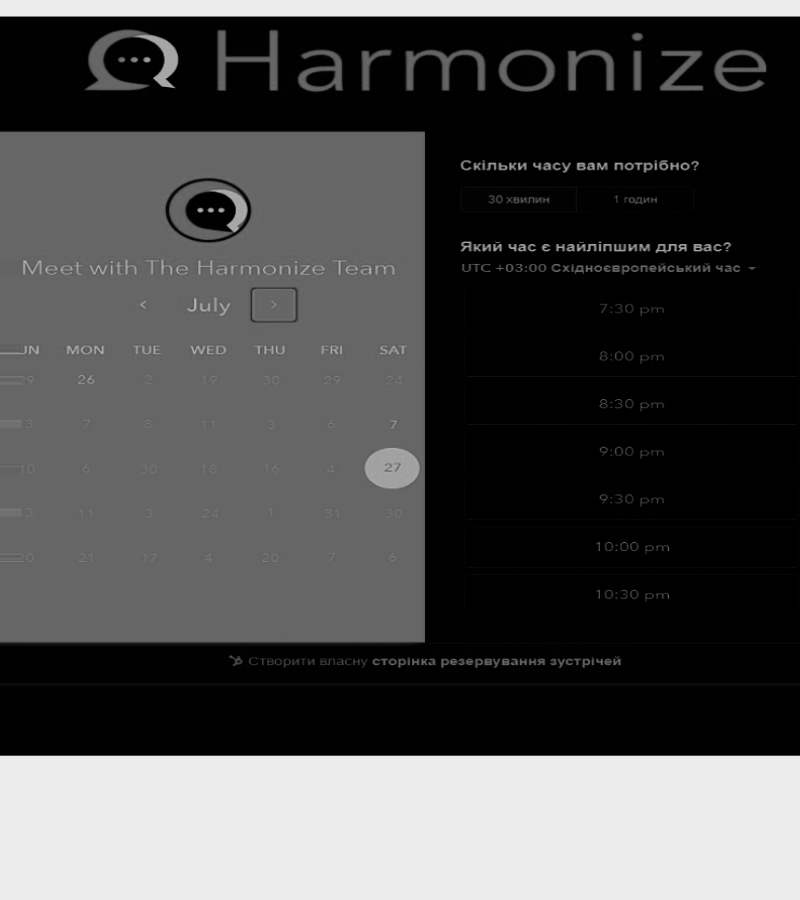 Harmonize
Meet with The Harmonize Team
< July >
UN MON TUE WED THU FRI SAT
29 26 2 19 30 29 24
3 7 8 11 3 6 7
10 6 30 18 16 4 27
3 11 3 24 1 31 30
0 21 17 4 20 7 6
Скільки часу вам потрібно?
30 хвилин 1 годин
Який час є найліпшим для вас?
UTC +03:00 Східноєвропейський час
7:30 pm
8:00 pm
8:30 pm
9:00 pm
9:30 pm
10:00 pm
10:30 pm
Створити власну сторінка резервування зустрічей